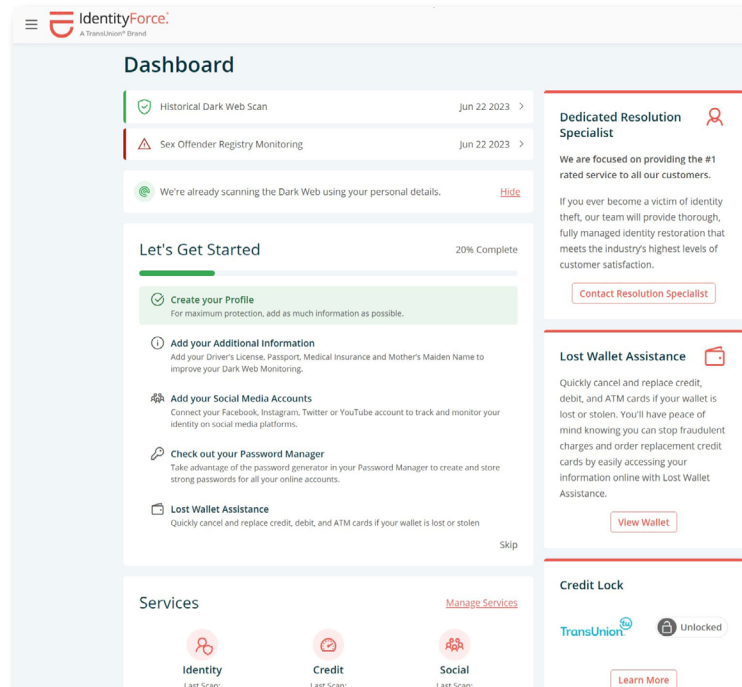 IdentityForce®
A TransUnion® Brand
Dashboard
Historical Dark Web Scan
Jun 22 2023
Sex Offender Registry Monitoring
Jun 22 2023
We're already scanning the Dark Web using your personal details.
Hide
Let's Get Started
20% Complete
Create your Profile
For maximum protection, add as much information as possible.
Add your Additional Information
Add your Driver's License, Passport, Medical Insurance and Mother's Maiden Name to
improve your Dark Web Monitoring.
Add your Social Media Accounts
Connect your Facebook, Instagram, Twitter or YouTube account to track and monitor your
identity on social media platforms.
Check out your Password Manager
Take advantage of the password generator in your Password Manager to create and store
strong passwords for all your online accounts.
Lost Wallet Assistance
Quickly cancel and replace credit, debit, and ATM cards if your wallet is lost or stolen
Skip
Services
Manage Services
Identity
Credit
Social
Last Scan:
Last Scan:
Last Scan:
Dedicated Resolution
Specialist
We are focused on providing the #1
rated service to all our customers.
If you ever become a victim of identity
theft, our team will provide thorough,
fully managed identity restoration that
meets the industry's highest levels of
customer satisfaction.
Contact Resolution Specialist
Lost Wallet Assistance
Quickly cancel and replace credit,
debit, and ATM cards if your wallet is
lost or stolen. You'll have peace of
mind knowing you can stop fraudulent
charges and order replacement credit
cards by easily accessing your
information online with Lost Wallet
Assistance.
View Wallet
Credit Lock
TransUnion® tu
Unlocked
Learn More